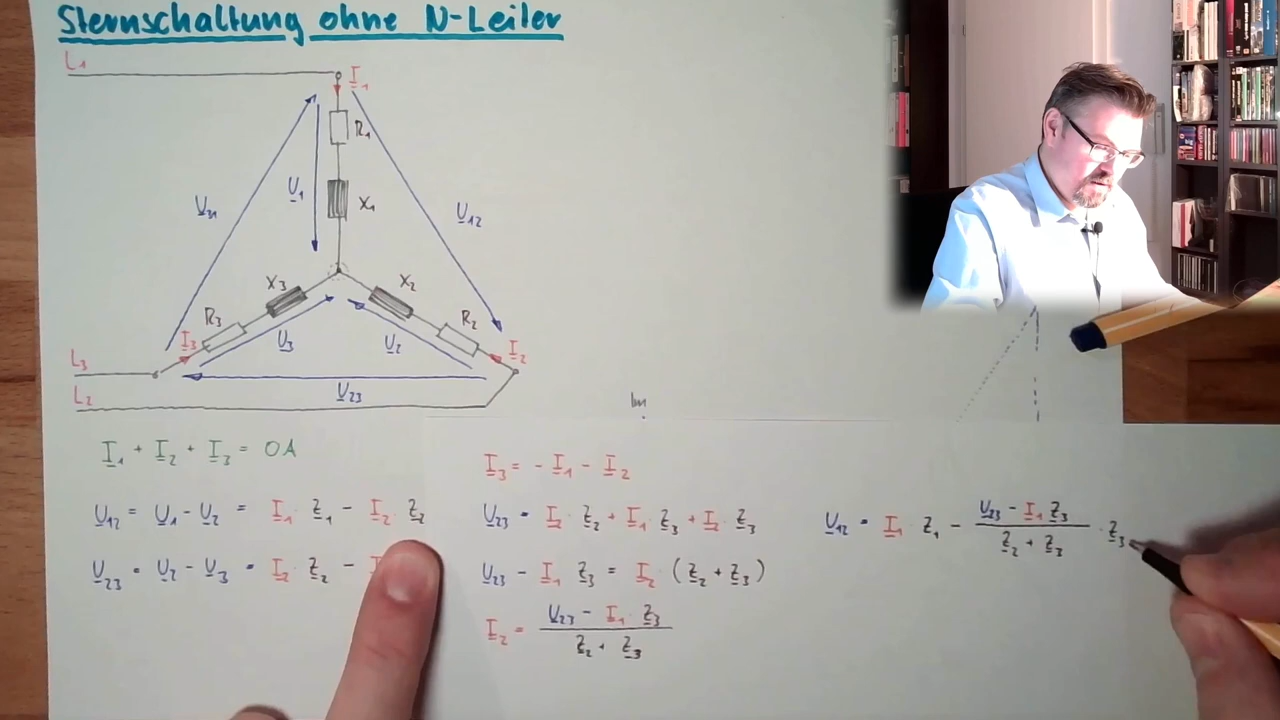 Sternschaltung ohne N-Leiter
L1
I1
R1
U31
U1
X1
U12
X3
X2
R3
R2
I3
U3
U2
I2
L3
L2
U23
I1 + I2 + I3 = 0A
U12 = U1 - U2 = I1 · Z1 - I2 · Z2
U23 = U2 - U3 = I2 · Z2 -
I3 = - I1 - I2
U23 = I2 · Z2 + I1 · Z3 + I2 · Z3
U23 - I1 · Z3 = I2 · (Z2 + Z3)
I2 = U23 - I1 · Z3
Z2 + Z3
U12 = I1 · Z1 - U23 - I1 · Z3 · Z3
Z2 + Z3